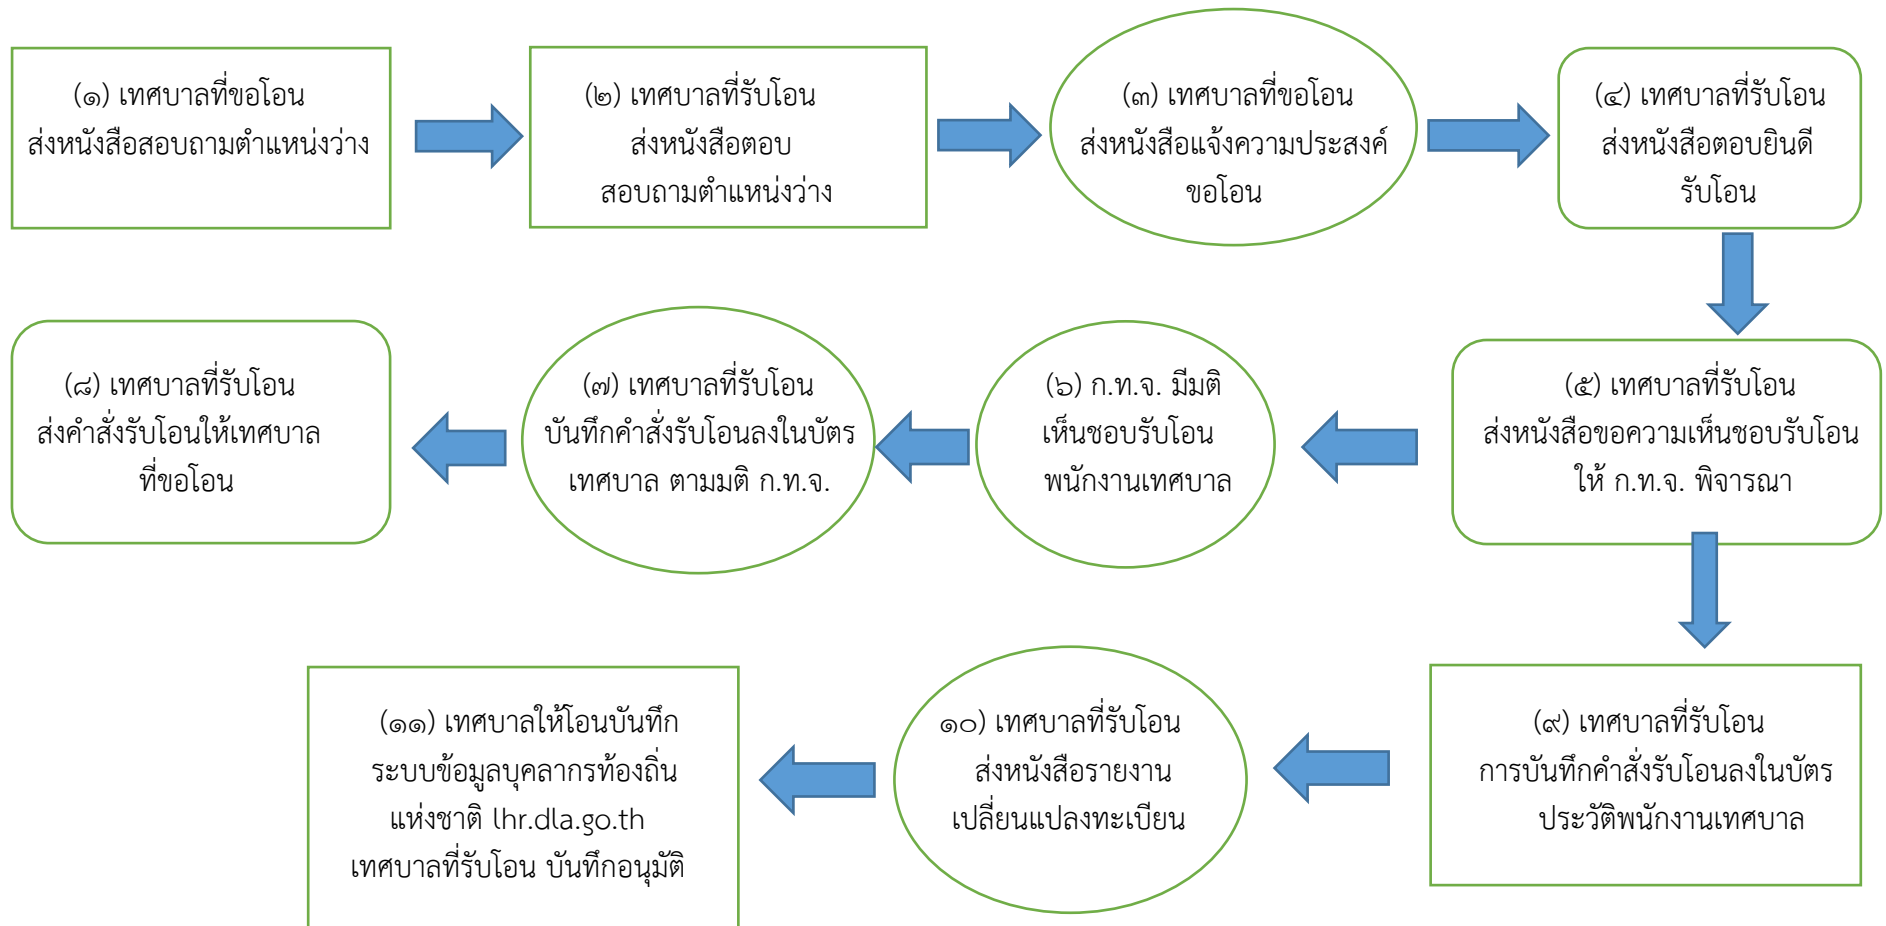 (๑) เทศบาลที่ขอโอน
ส่งหนังสือสอบถามตำแหน่งว่าง
(๒) เทศบาลที่รับโอน
ส่งหนังสือตอบ
สอบถามตำแหน่งว่าง
(๓) เทศบาลที่ขอโอน
ส่งหนังสือแจ้งความประสงค์
ขอโอน
(๔) เทศบาลที่รับโอน
ส่งหนังสือตอบยินดี
รับโอน
(๕) เทศบาลที่รับโอน
ส่งหนังสือขอความเห็นชอบรับโอน
ให้ ก.ท.จ. พิจารณา
(๖) ก.ท.จ. มีมติ
เห็นชอบรับโอน
พนักงานเทศบาล
(๗) เทศบาลที่รับโอน
บันทึกคำสั่งรับโอนลงในบัตร
เทศบาล ตามมติ ก.ท.จ.
(๘) เทศบาลที่รับโอน
ส่งคำสั่งรับโอนให้เทศบาล
ที่ขอโอน
(๙) เทศบาลที่รับโอน
การบันทึกคำสั่งรับโอนลงในบัตร
ประวัติพนักงานเทศบาล
๑๐) เทศบาลที่รับโอน
ส่งหนังสือรายงาน
เปลี่ยนแปลงทะเบียน
(๑๑) เทศบาลให้โอนบันทึก
ระบบข้อมูลบุคลากรท้องถิ่น
แห่งชาติ lhr.dla.go.th
เทศบาลที่รับโอน บันทึกอนุมัติ